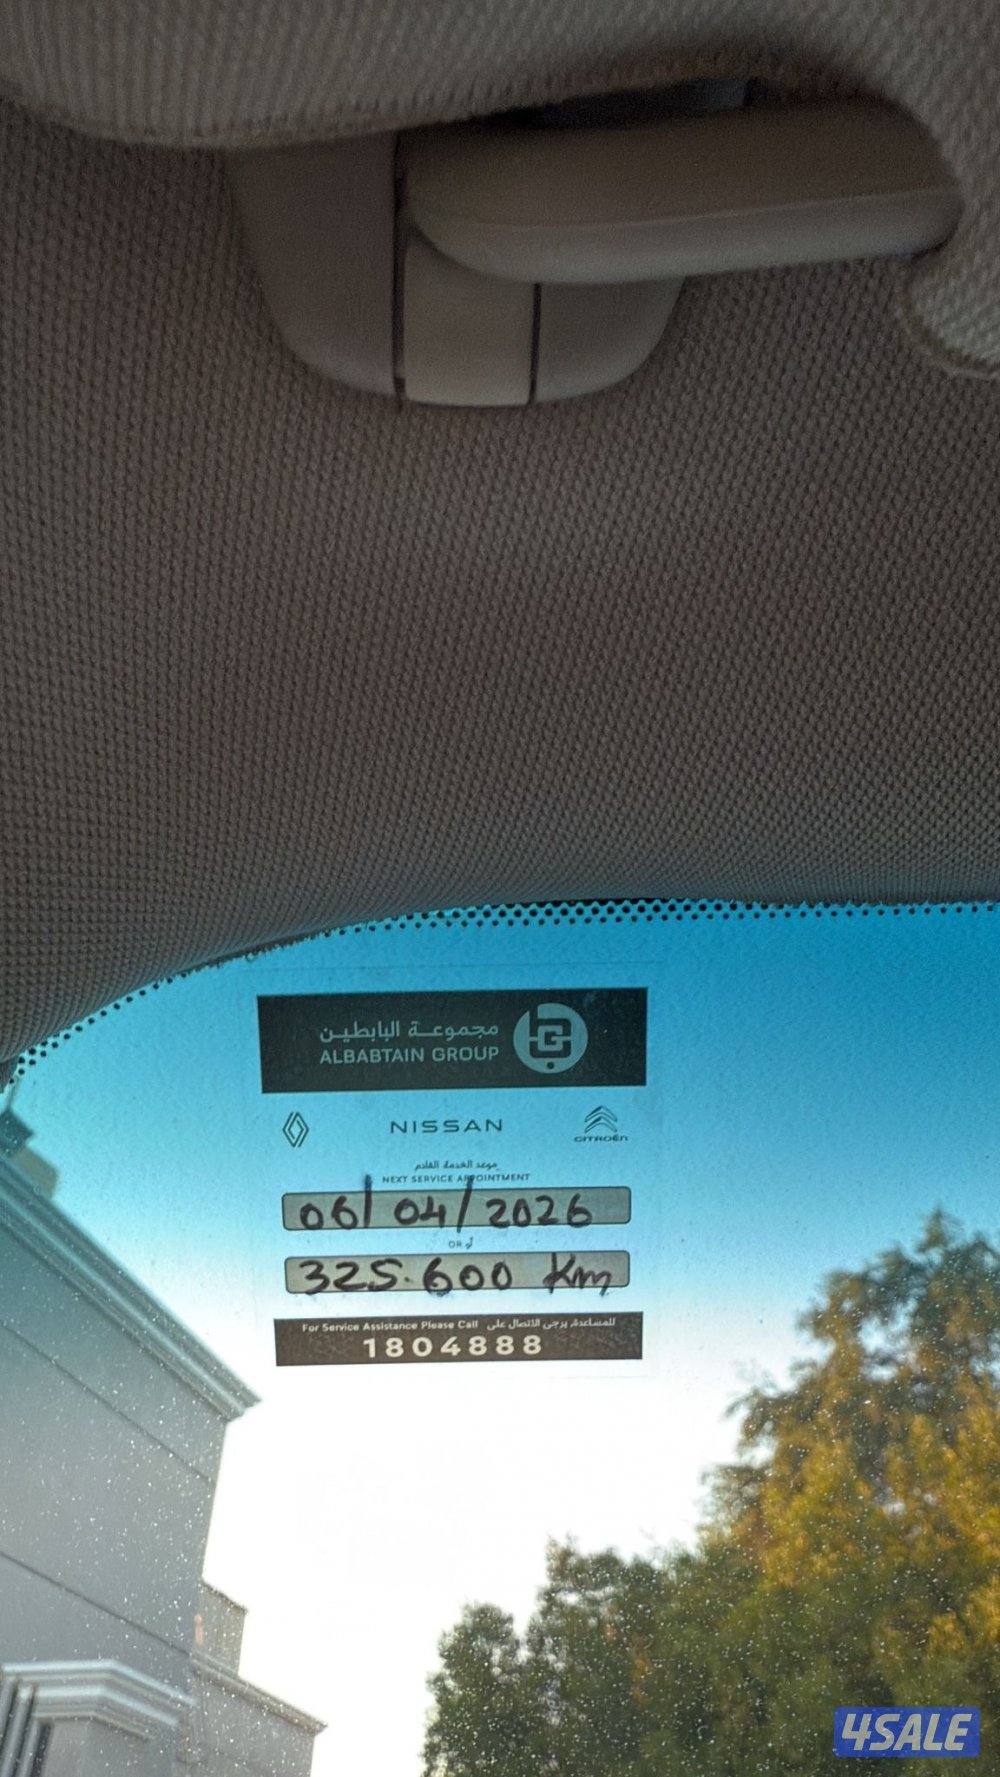 مجموعة البابطين
ALBABTAIN GROUP
NISSAN
CITROËN
موعد الخدمة القادم
NEXT SERVICE APPOINTMENT
06/04/2026
OR أو
325.600 Km
For Service Assistance Please Call للمساعدة يرجى الاتصال على
1804888
4SALE